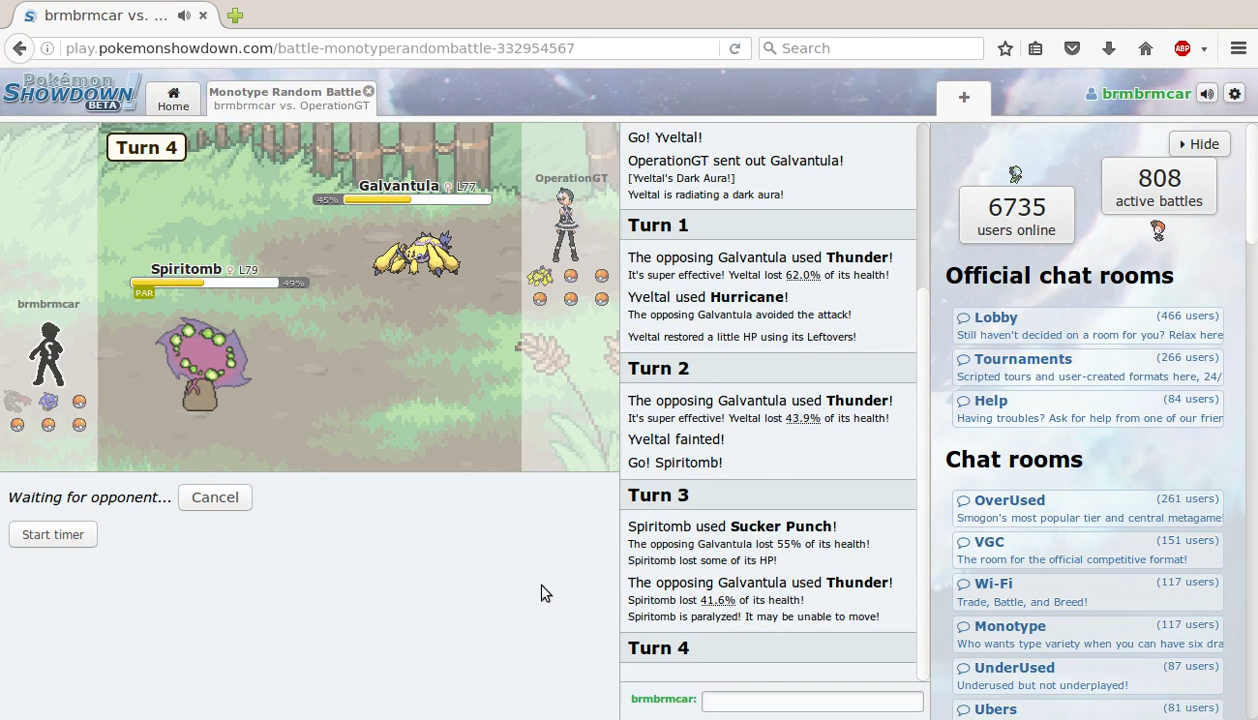 brmbrmcar vs. ...
play.pokemonshowdown.com/battle-monotyperandombattle-332954567
Search
ABP
Pokémon
SHOWDOWN!
BETA
Home
Monotype Random Battle
brmbrmcar vs. OperationGT
+
brmbrmcar
Turn 4
Galvantula ♀ L77
45%
OperationGT
Spiritomb ♀ L79
49%
PAR
brmbrmcar
Waiting for opponent...
Cancel
Start timer
Go! Yveltal!
OperationGT sent out Galvantula!
[Yveltal's Dark Aura!]
Yveltal is radiating a dark aura!
Turn 1
The opposing Galvantula used Thunder!
It's super effective! Yveltal lost 62.0% of its health!
Yveltal used Hurricane!
The opposing Galvantula avoided the attack!
Yveltal restored a little HP using its Leftovers!
Turn 2
The opposing Galvantula used Thunder!
It's super effective! Yveltal lost 43.9% of its health!
Yveltal fainted!
Go! Spiritomb!
Turn 3
Spiritomb used Sucker Punch!
The opposing Galvantula lost 55% of its health!
Spiritomb lost some of its HP!
The opposing Galvantula used Thunder!
Spiritomb lost 41.6% of its health!
Spiritomb is paralyzed! It may be unable to move!
Turn 4
brmbrmcar:
Hide
6735
users online
808
active battles
Official chat rooms
Lobby (466 users)
Still haven't decided on a room for you? Relax here
Tournaments (266 users)
Scripted tours and user-created formats here, 24/
Help (84 users)
Having troubles? Ask for help from one of our frier
Chat rooms
OverUsed (261 users)
Smogon's most popular tier and central metagame!
VGC (151 users)
The room for the official competitive format!
Wi-Fi (117 users)
Trade, Battle, and Breed!
Monotype (117 users)
Who wants type variety when you can have six dra
UnderUsed (87 users)
Underused but not underplayed!
Ubers (81 users)